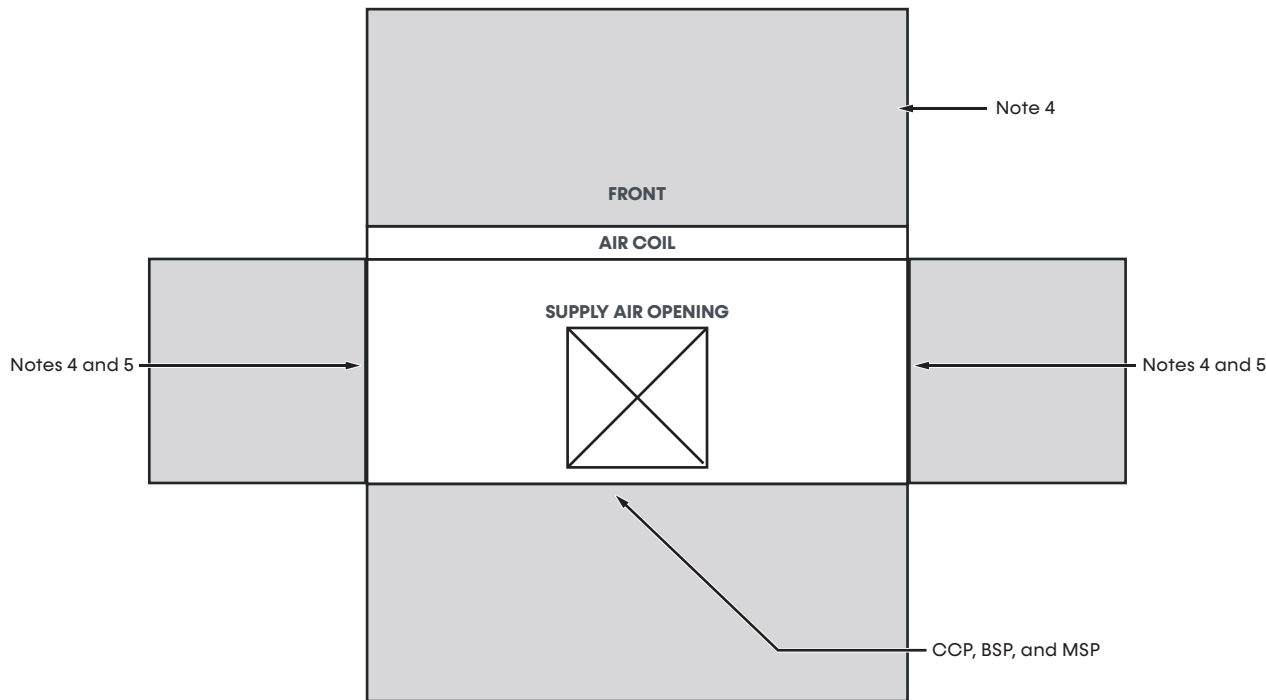 Note 4
FRONT
AIR COIL
SUPPLY AIR OPENING
Notes 4 and 5
Notes 4 and 5
CCP, BSP, and MSP